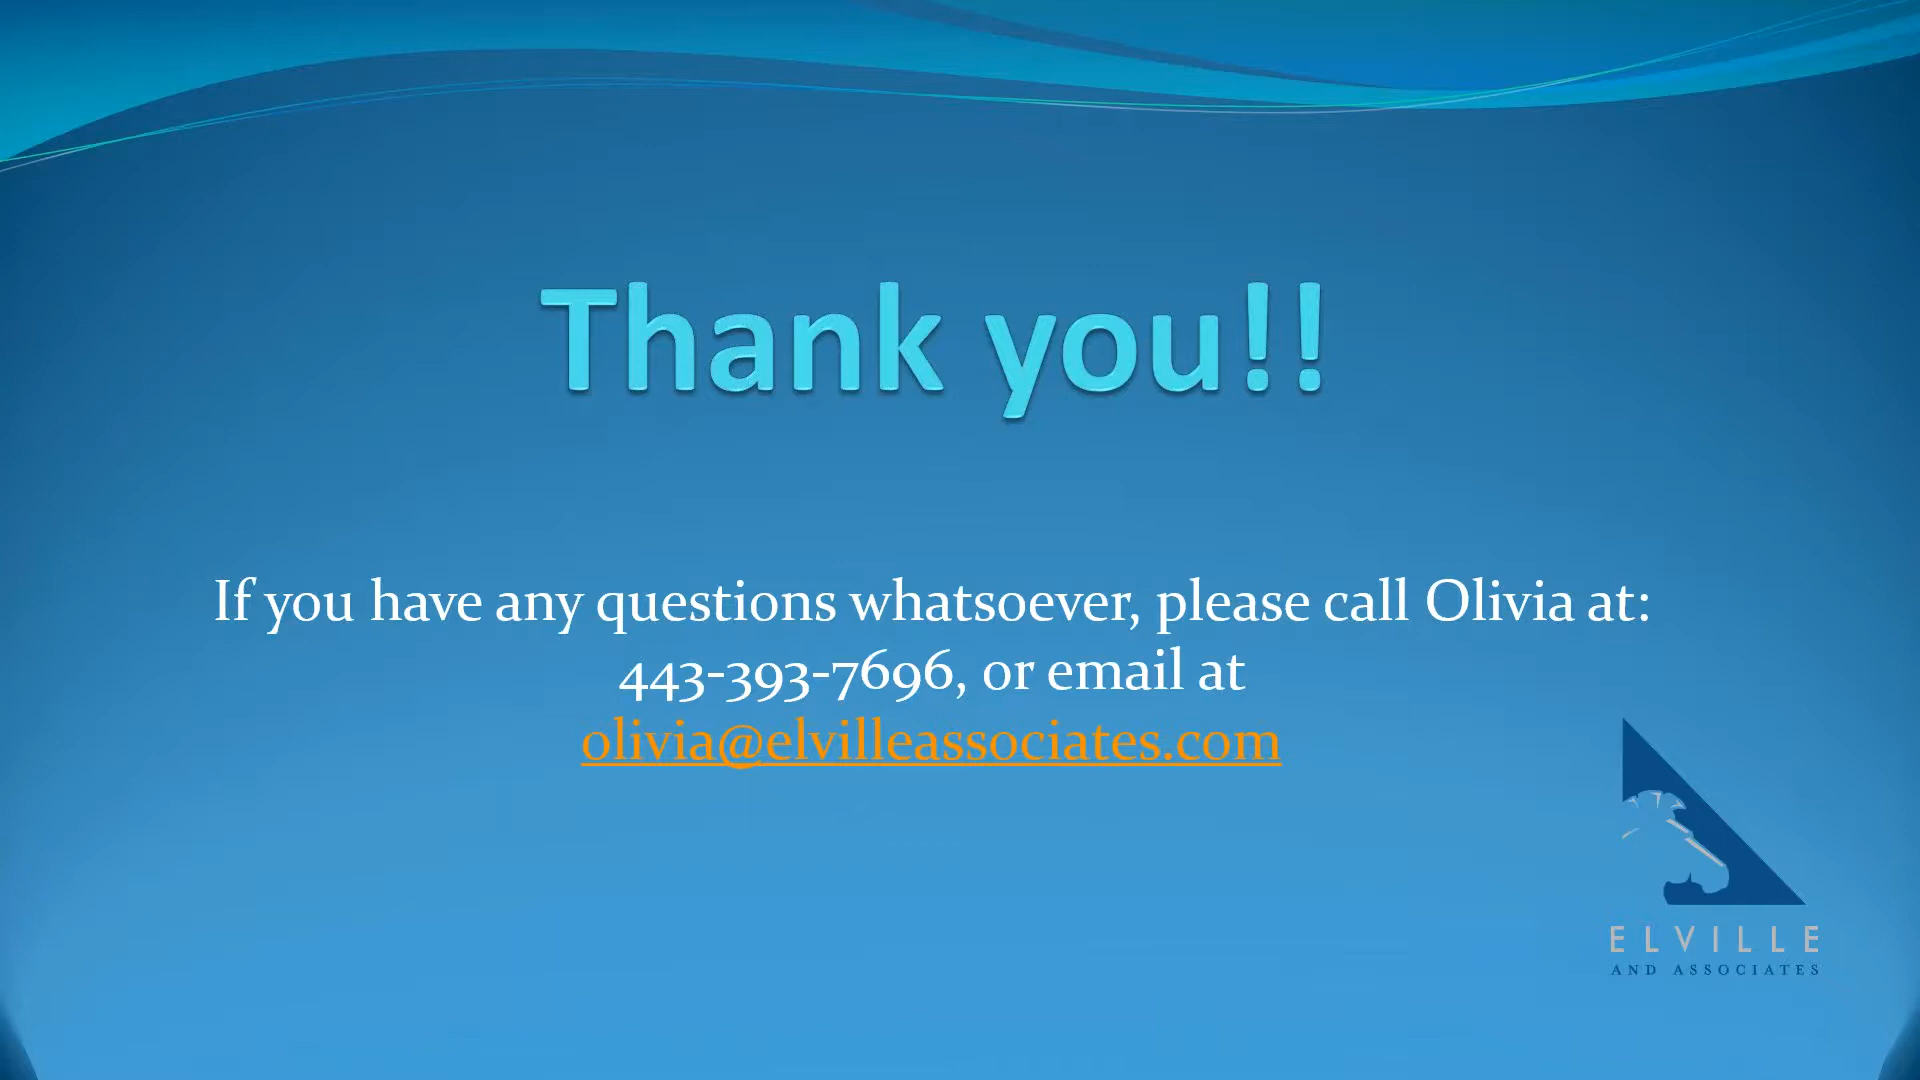 Thank you!!
If you have any questions whatsoever, please call Olivia at:
443-393-7696, or email at
olivia@elvilleassociates.com
ELVILLE
AND ASSOCIATES